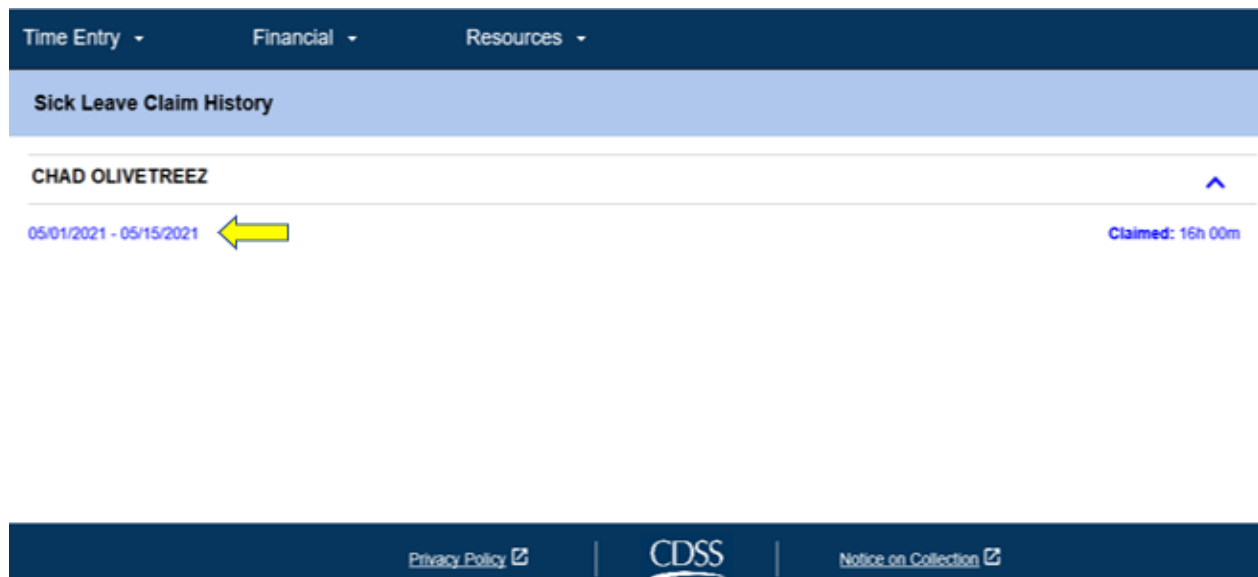 Time Entry Financial Resources
Sick Leave Claim History
CHAD OLIVETREEZ
05/01/2021 - 05/15/2021 Claimed: 16h 00m
Privacy Policy CDSS Notice on Collection